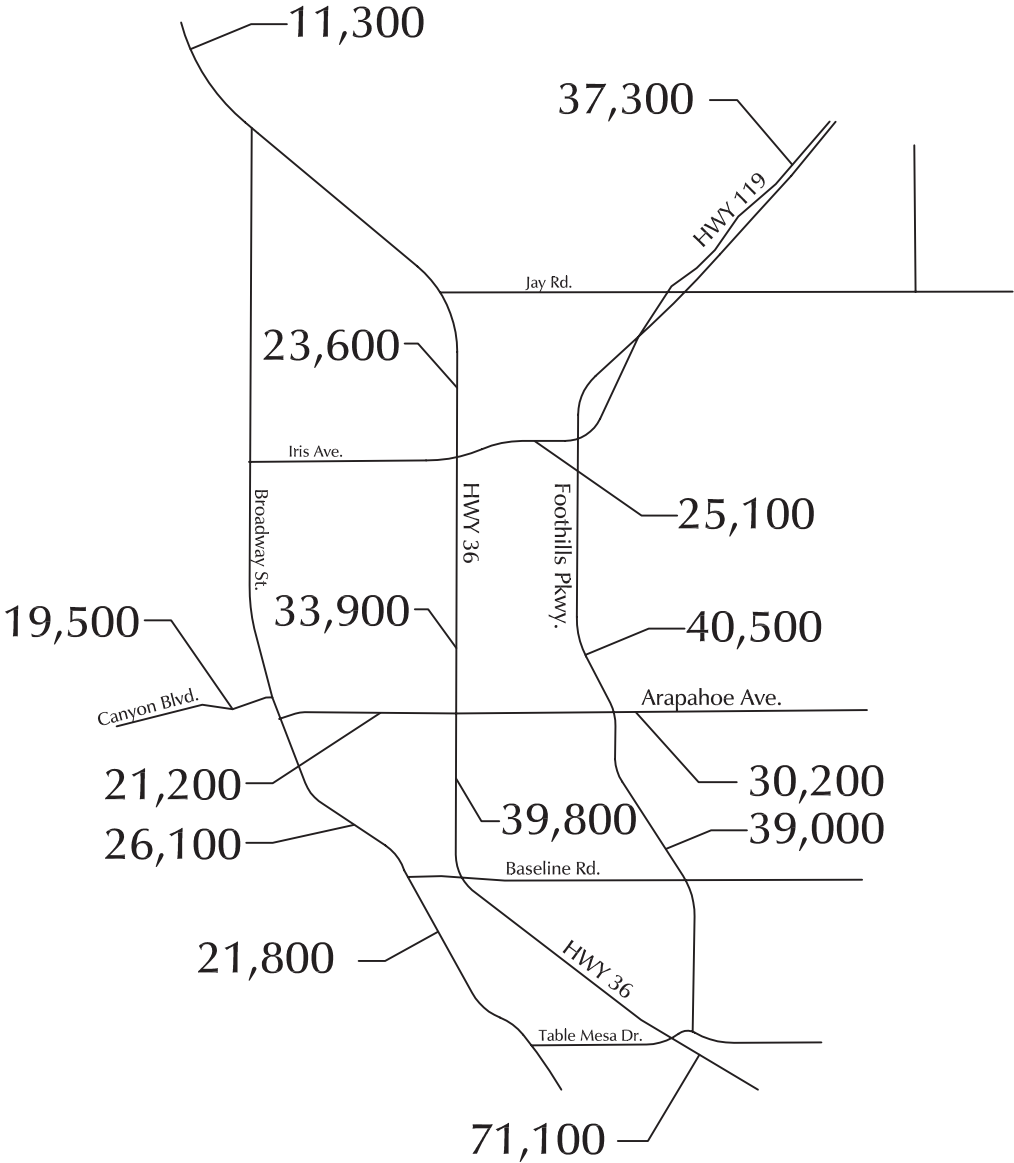 11,300
37,300
HWY 119
Jay Rd.
23,600
Iris Ave.
Broadway St.
HWY 36
Foothills Pkwy.
25,100
19,500
33,900
40,500
Canyon Blvd.
Arapahoe Ave.
21,200
30,200
39,800
39,000
26,100
Baseline Rd.
21,800
HWY 36
Table Mesa Dr.
71,100